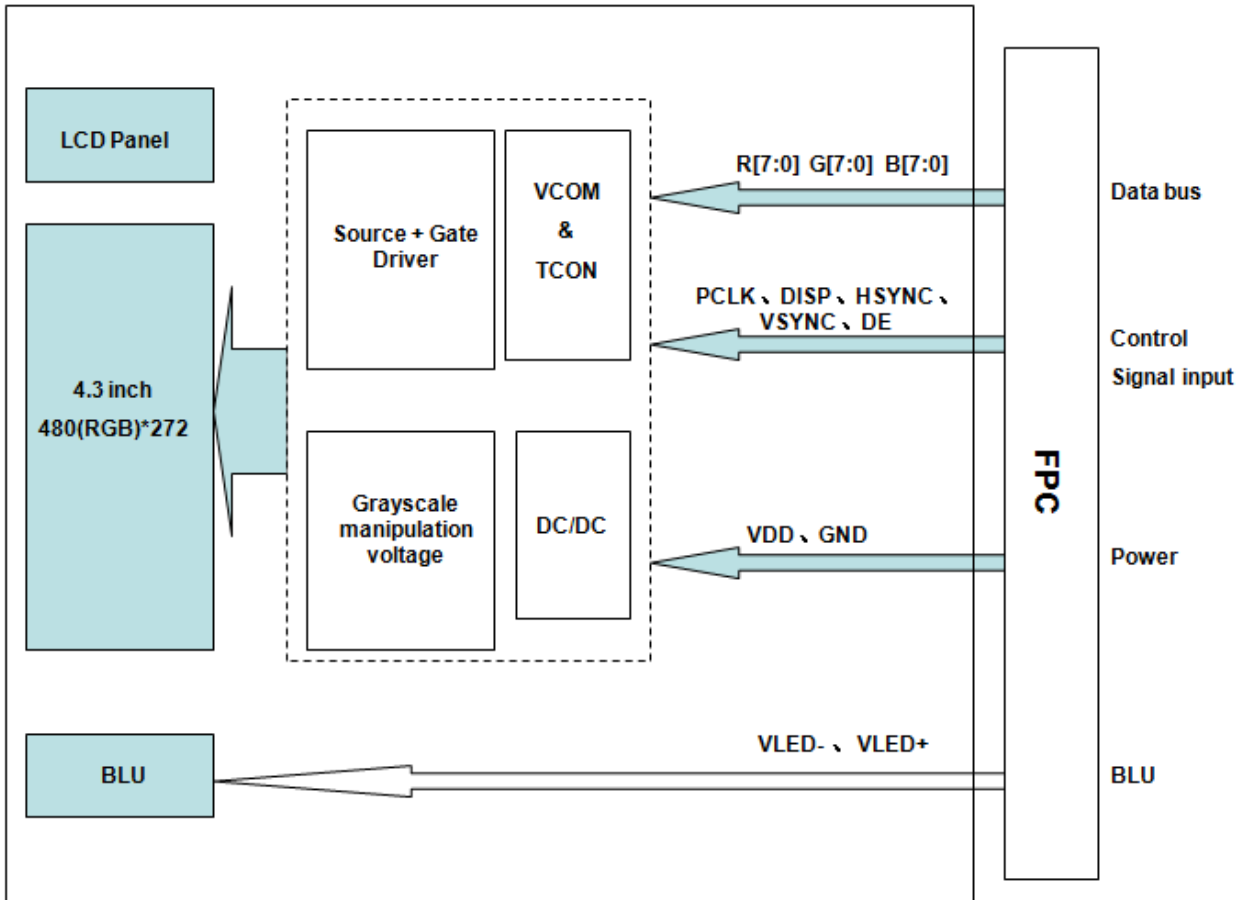 LCD Panel
4.3 inch
480(RGB)*272
BLU
Source + Gate
Driver
VCOM
&
TCON
Grayscale
manipulation
voltage
DC/DC
R[7:0] G[7:0] B[7:0]
PCLK、DISP、HSYNC、
VSYNC、DE
VDD、GND
VLED- 、 VLED+
FPC
Data bus
Control
Signal input
Power
BLU